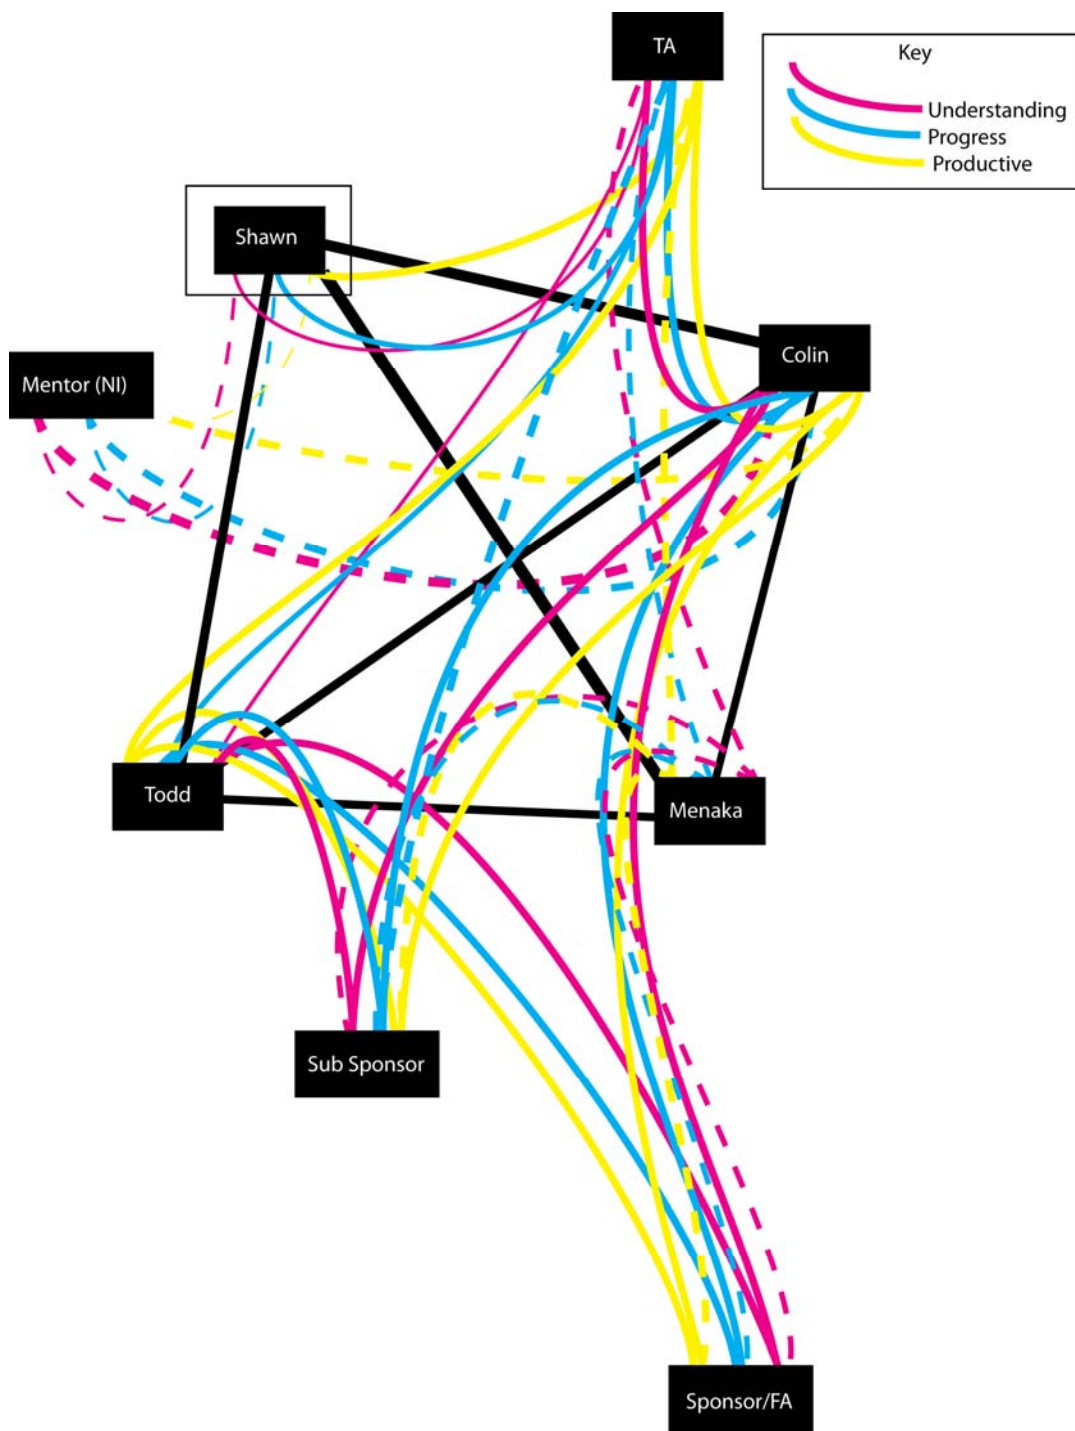 TA
Key
Understanding
Progress
Productive
Shawn
Colin
Mentor (NI)
Todd
Menaka
Sub Sponsor
Sponsor/FA